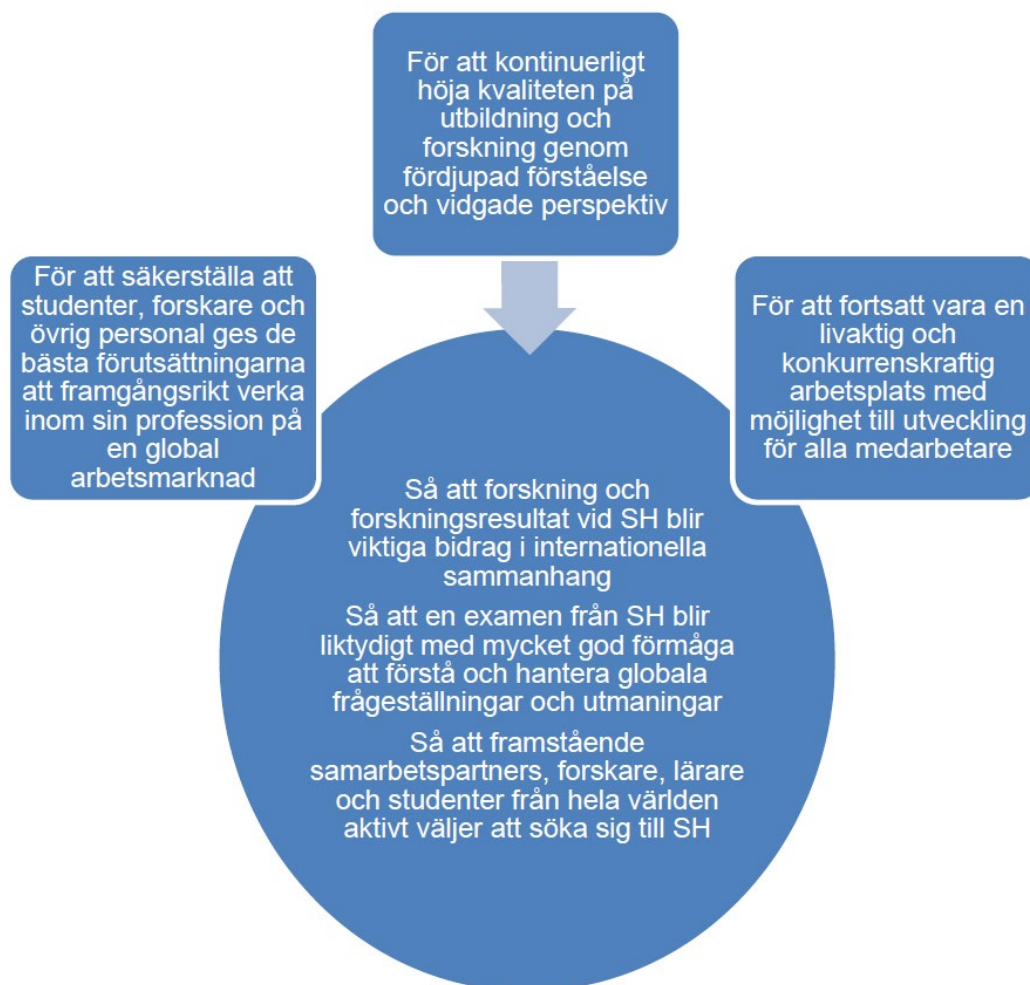 För att kontinuerligt
höja kvaliteten på
utbildning och
forskning genom
fördjupad förståelse
och vidgade perspektiv
För att säkerställa att
studenter, forskare och
övrig personal ges de
bästa förutsättningarna
att framgångsrikt verka
inom sin profession på
en global
arbetsmarknad
För att fortsatt vara en
livaktig och
konkurrenskraftig
arbetsplats med
möjlighet till utveckling
för alla medarbetare
Så att forskning och
forskningsresultat vid SH blir
viktiga bidrag i internationella
sammanhang
Så att en examen från SH blir
liktydigt med mycket god förmåga
att förstå och hantera globala
frågeställningar och utmaningar
Så att framstående
samarbetspartners, forskare, lärare
och studenter från hela världen
aktivt väljer att söka sig till SH